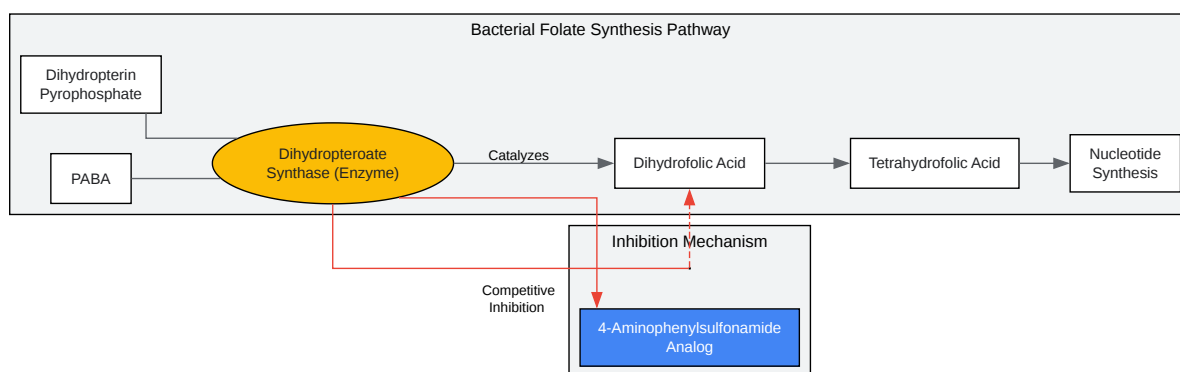 Bacterial Folate Synthesis Pathway
Dihydropterin
Pyrophosphate
PABA
Dihydropteroate
Synthase (Enzyme)
Catalyzes
Dihydrofolic Acid
Tetrahydrofolic Acid
Nucleotide
Synthesis
Inhibition Mechanism
Competitive
Inhibition
4-Aminophenylsulfonamide
Analog